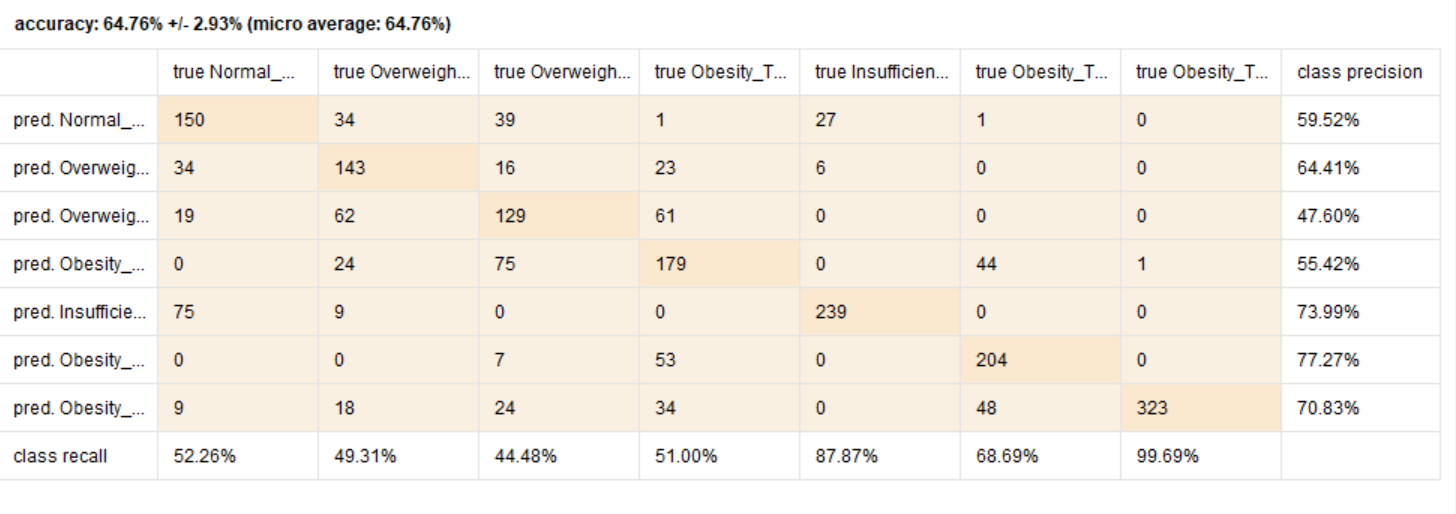 accuracy: 64.76% +/- 2.93% (micro average: 64.76%)
true Normal_... true Overweigh... true Overweigh... true Obesity_T... true Insufficien... true Obesity_T... true Obesity_T... class precision
pred. Normal_... 150 34 39 1 27 1 0 59.52%
pred. Overweig... 34 143 16 23 6 0 0 64.41%
pred. Overweig... 19 62 129 61 0 0 0 47.60%
pred. Obesity_... 0 24 75 179 0 44 1 55.42%
pred. Insufficie... 75 9 0 0 239 0 0 73.99%
pred. Obesity_... 0 0 7 53 0 204 0 77.27%
pred. Obesity_... 9 18 24 34 0 48 323 70.83%
class recall 52.26% 49.31% 44.48% 51.00% 87.87% 68.69% 99.69%